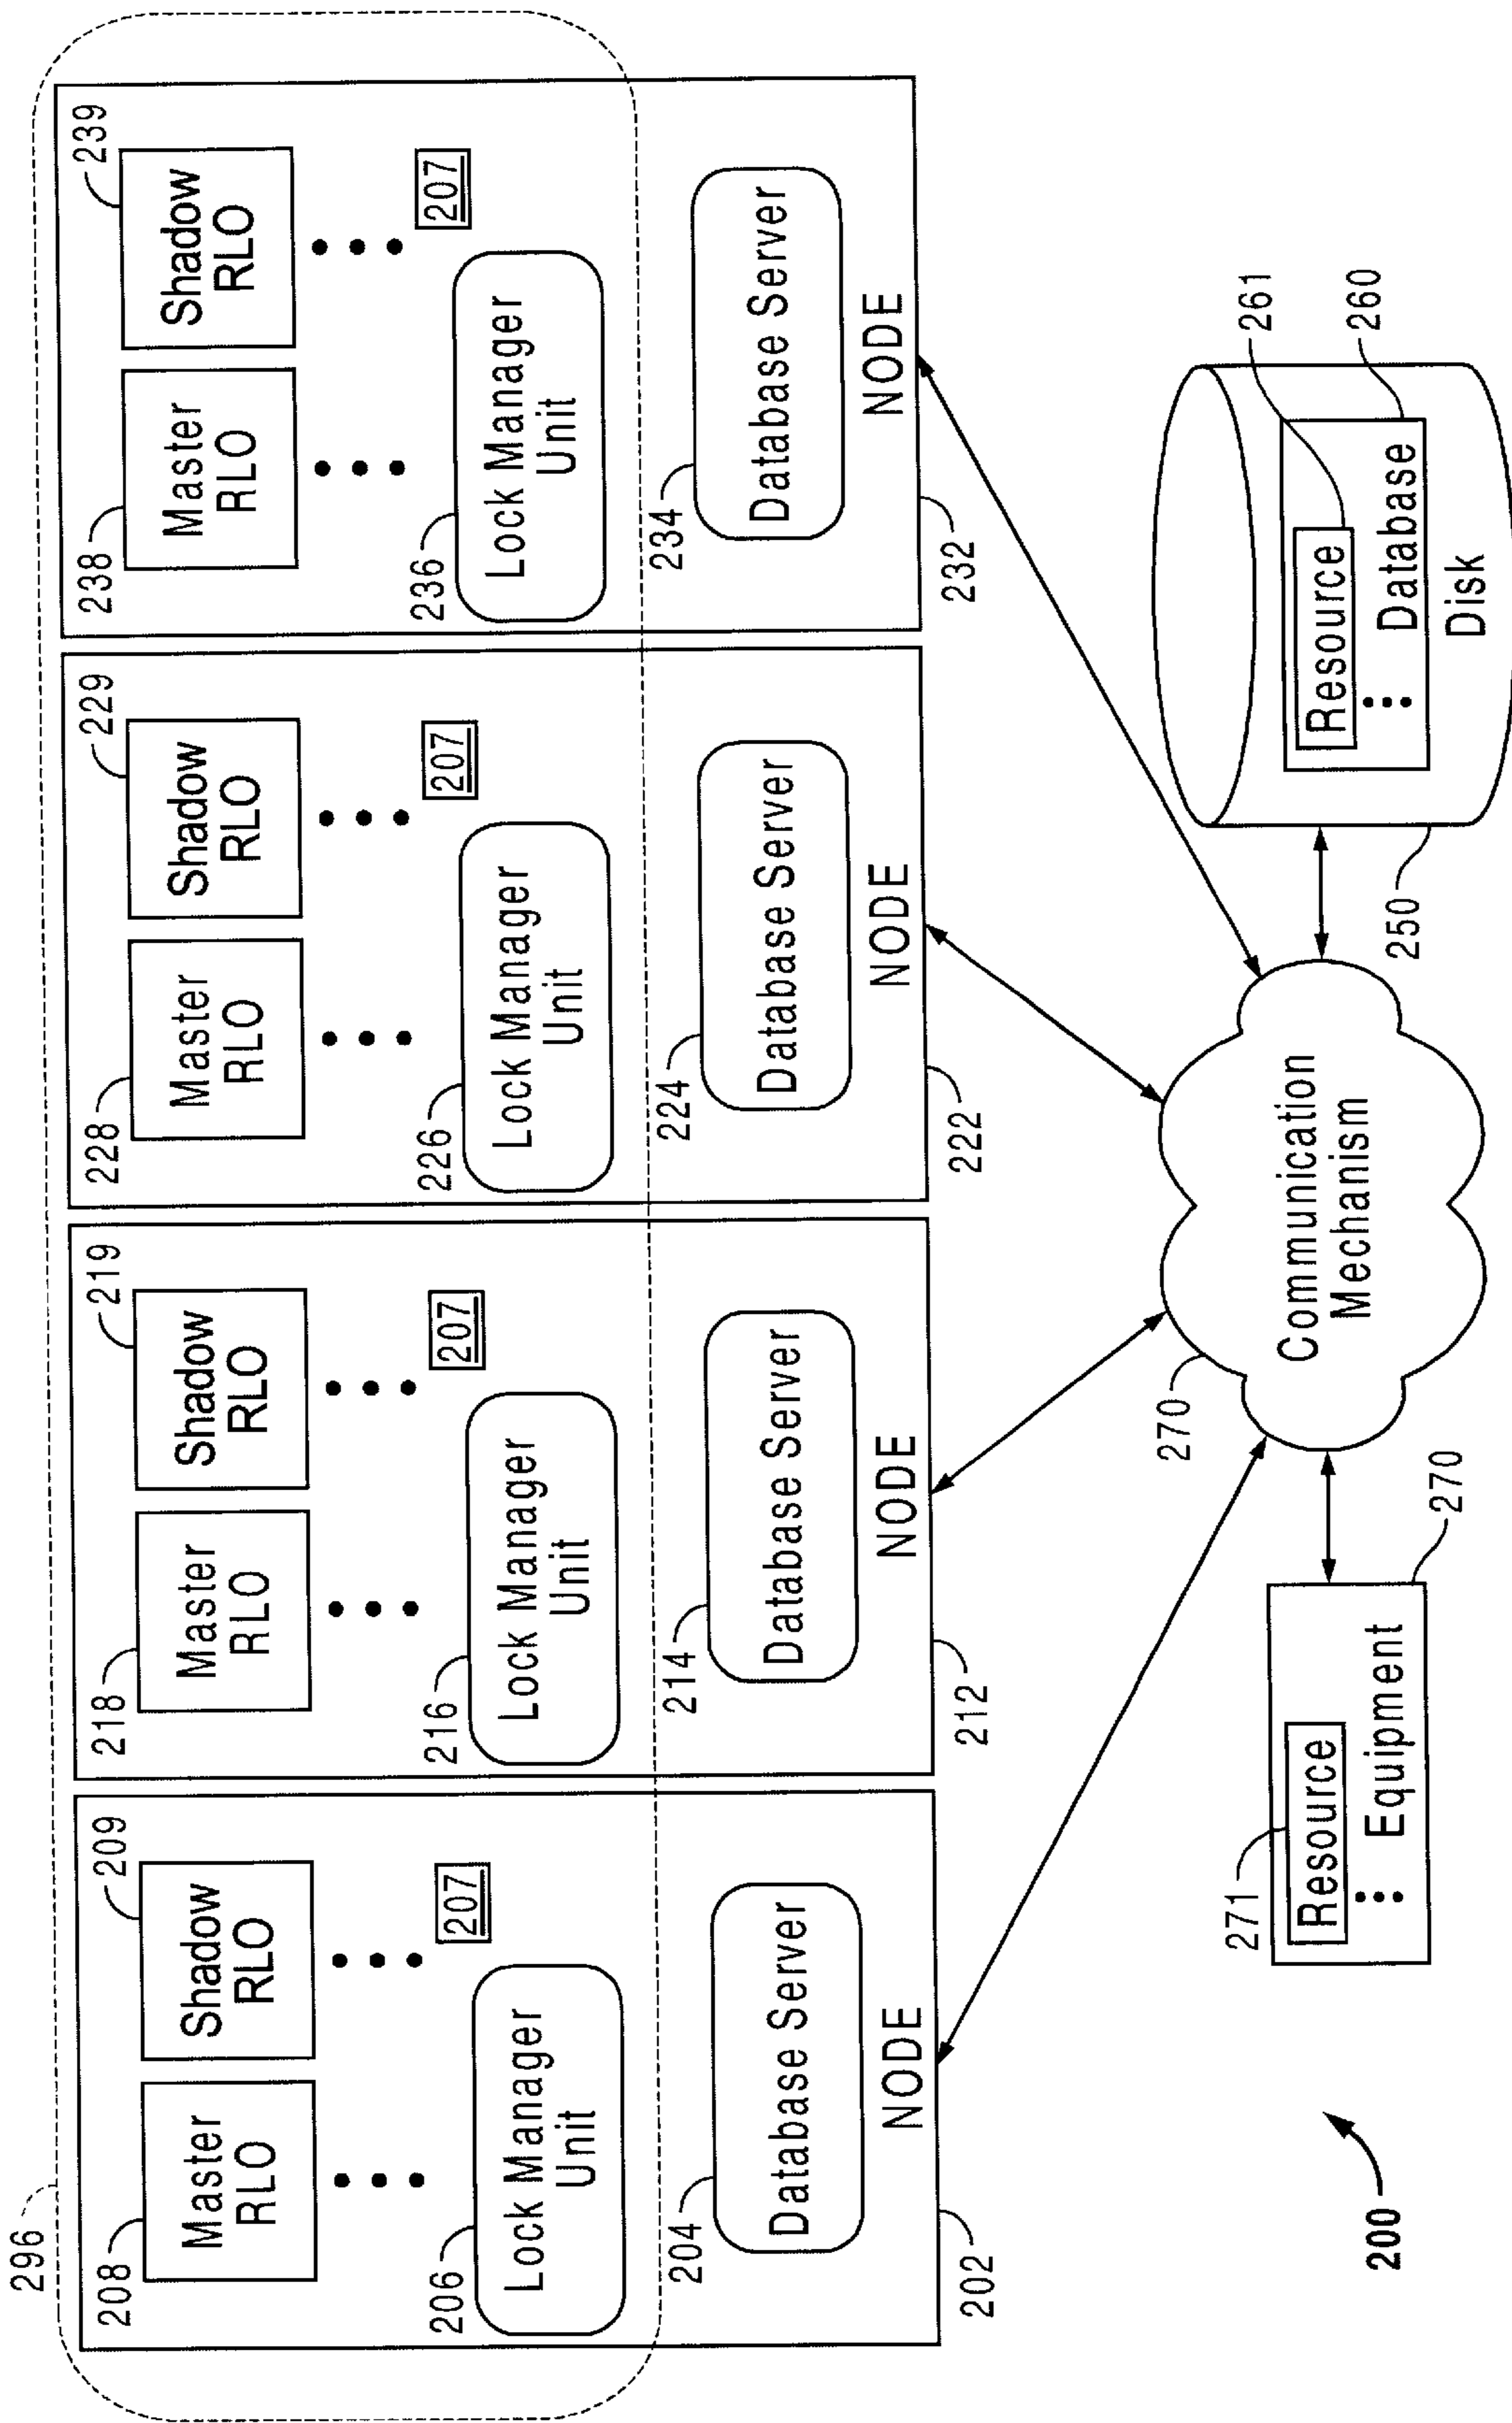 296
208
Master
RLO
209
Shadow
RLO
207
206
Lock Manager
Unit
204
Database Server
NODE
202
218
Master
RLO
219
Shadow
RLO
207
216
Lock Manager
Unit
214
Database Server
NODE
212
228
Master
RLO
229
Shadow
RLO
207
226
Lock Manager
Unit
224
Database Server
NODE
222
238
Master
RLO
239
Shadow
RLO
207
236
Lock Manager
Unit
234
Database Server
NODE
232
271
Resource
Equipment
270
270
Communication
Mechanism
250
Resource
261
Database
260
Disk
200